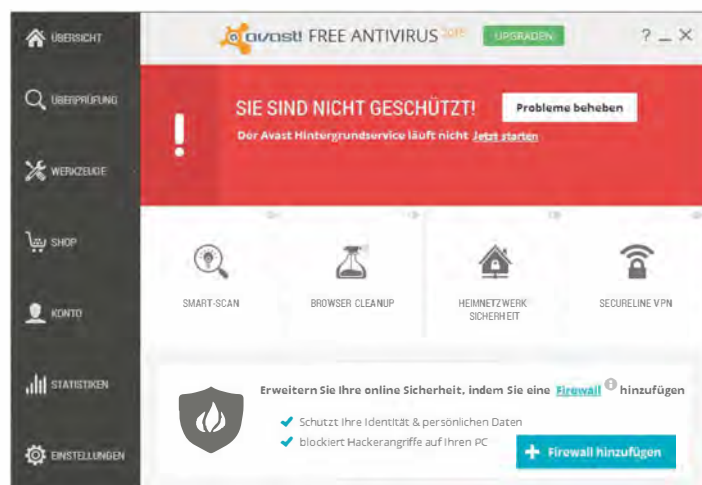 ÜBERSICHT
avast! FREE ANTIVIRUS 2015 UPGRADEN ? _ X
ÜBERPRÜFUNG
SIE SIND NICHT GESCHÜTZT! Probleme beheben
Der Avast Hintergrundservice läuft nicht Jetzt starten
WERKZEUGE
SHOP
SMART-SCAN BROWSER CLEANUP HEIMNETZWERK SECURELINE VPN
SICHERHEIT
KONTO
STATISTIKEN
Erweitern Sie Ihre online Sicherheit, indem Sie eine Firewall hinzufügen
Schutzt Ihre Identität & persönlichen Daten
blockiert Hackerangriffe auf Ihren PC
EINSTELLUNGEN
Firewall hinzufügen